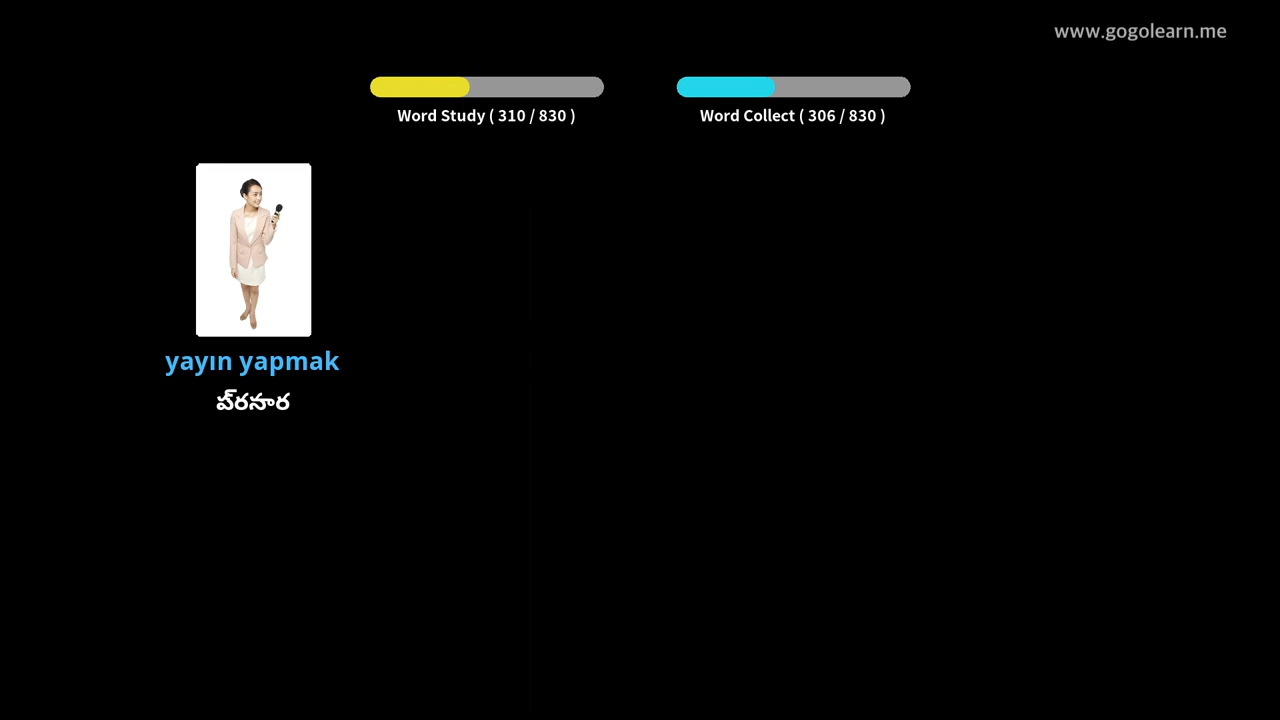 www.gogolearn.me
Word Study ( 310 / 830 )
Word Collect ( 306 / 830 )
yayın yapmak
ప్రసార